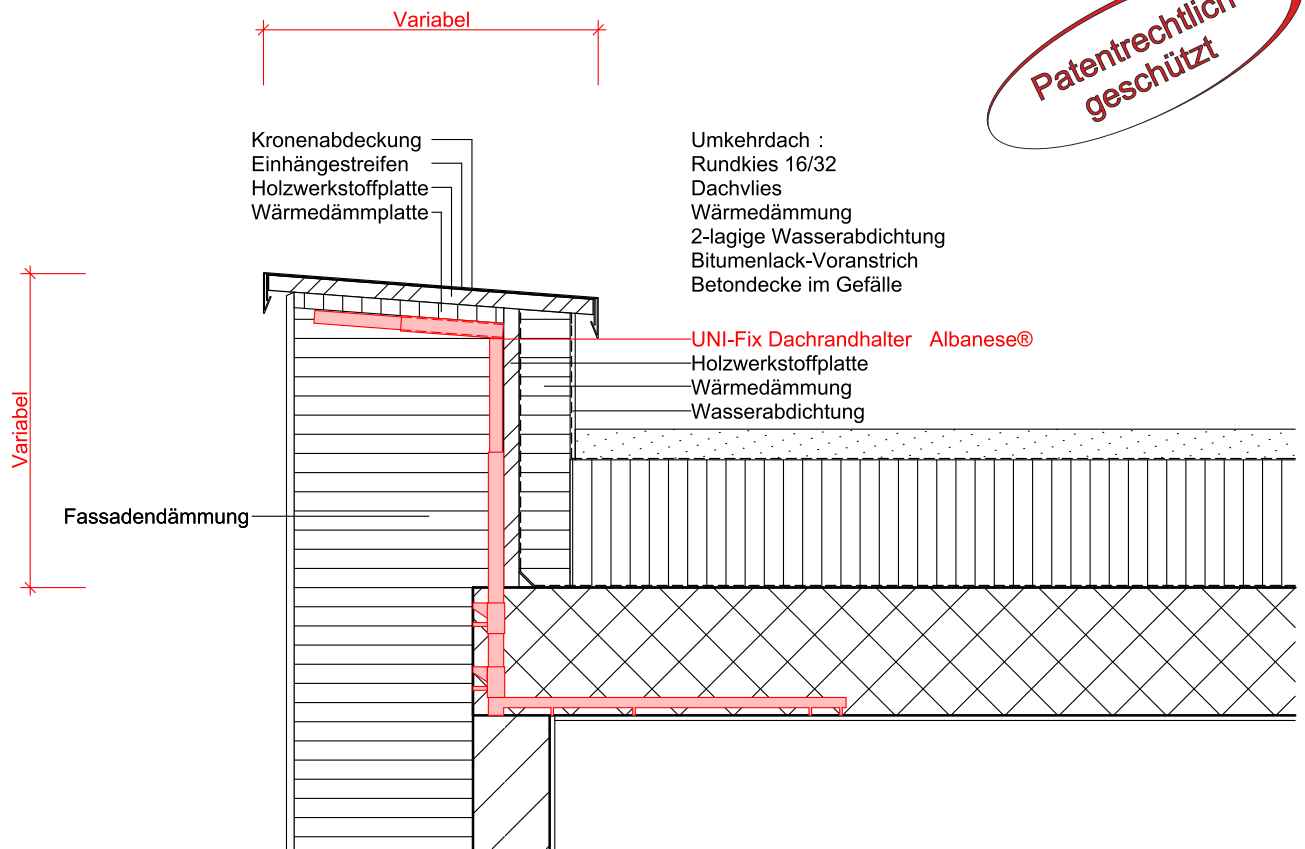 Variabel
Patentrechtlich
geschützt
Kronenabdeckung
Einhängestreifen
Holzwerkstoffplatte
Wärmedämmplatte
Umkehrdach :
Rundkies 16/32
Dachvlies
Wärmedämmung
2-lagige Wasserabdichtung
Bitumenlack-Voranstrich
Betondecke im Gefälle
UNI-Fix Dachrandhalter Albanese®
Holzwerkstoffplatte
Wärmedämmung
Wasserabdichtung
Variabel
Fassadendämmung